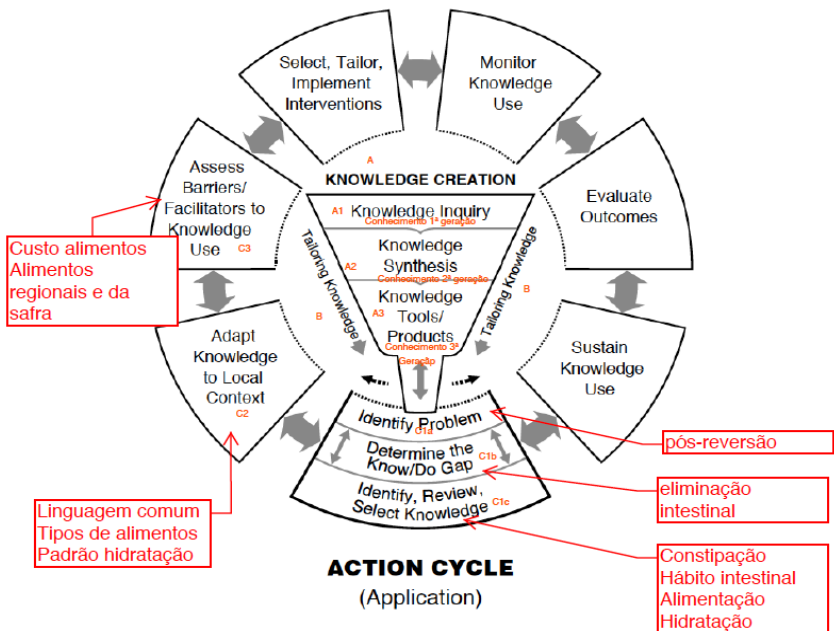 Select, Tailor,
Implement
Interventions
Monitor
Knowledge
Use
Assess
Barriers/
Facilitators to
Knowledge
Use C3
Evaluate
Outcomes
A
KNOWLEDGE CREATION
A1 Knowledge Inquiry
Conhecimento 1ª geração
Knowledge
A2 Synthesis
Conhecimento 2ª geração
Knowledge
A3 Tools/
Products
Conhecimento 3ª
Geração
Tailoring Knowledge
B
Tailoring Knowledge
B
Custo alimentos
Alimentos
regionais e da
safra
Adapt
Knowledge
to Local
Context
C2
Sustain
Knowledge
Use
Identify Problem
C1a
Determine the
Know/Do Gap C1b
Identify, Review,
Select Knowledge C1c
pós-reversão
eliminação
intestinal
Linguagem comum
Tipos de alimentos
Padrão hidratação
Constipação
Hábito intestinal
Alimentação
Hidratação
ACTION CYCLE
(Application)